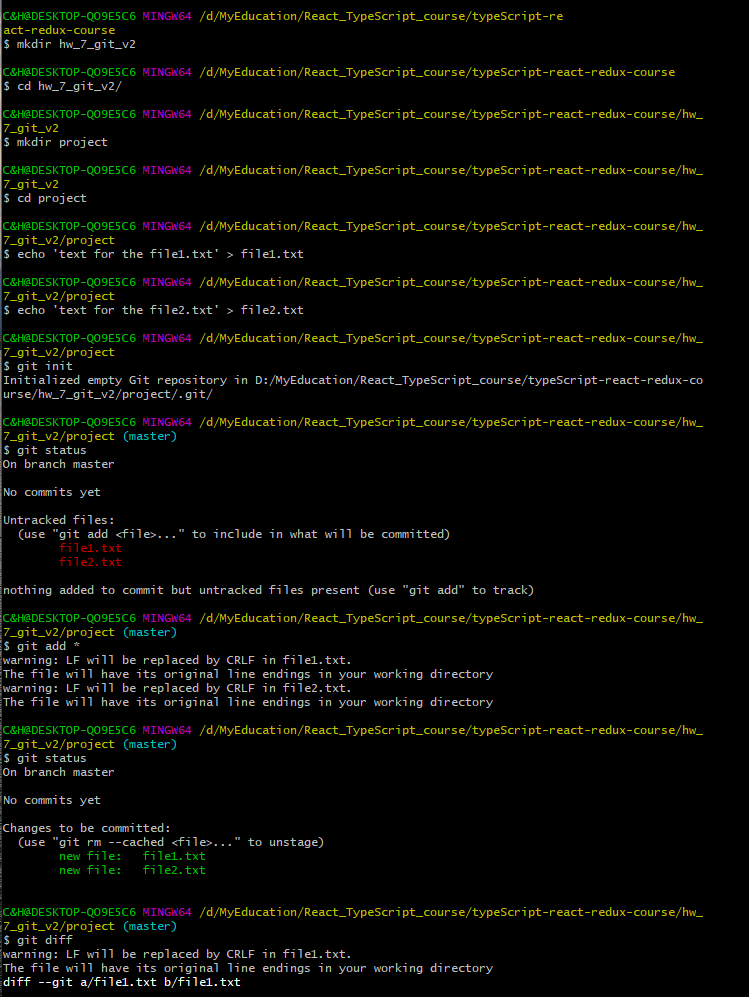 C&H@DESKTOP-QO9E5C6 MINGW64 /d/MyEducation/React_TypeScript_course/typeScript-re
act-redux-course
$ mkdir hw_7_git_v2
C&H@DESKTOP-QO9E5C6 MINGW64 /d/MyEducation/React_TypeScript_course/typeScript-react-redux-course
$ cd hw_7_git_v2/
C&H@DESKTOP-QO9E5C6 MINGW64 /d/MyEducation/React_TypeScript_course/typeScript-react-redux-course/hw_
7_git_v2
$ mkdir project
C&H@DESKTOP-QO9E5C6 MINGW64 /d/MyEducation/React_TypeScript_course/typeScript-react-redux-course/hw_
7_git_v2
$ cd project
C&H@DESKTOP-QO9E5C6 MINGW64 /d/MyEducation/React_TypeScript_course/typeScript-react-redux-course/hw_
7_git_v2/project
$ echo 'text for the file1.txt' > file1.txt
C&H@DESKTOP-QO9E5C6 MINGW64 /d/MyEducation/React_TypeScript_course/typeScript-react-redux-course/hw_
7_git_v2/project
$ echo 'text for the file2.txt' > file2.txt
C&H@DESKTOP-QO9E5C6 MINGW64 /d/MyEducation/React_TypeScript_course/typeScript-react-redux-course/hw_
7_git_v2/project
$ git init
Initialized empty Git repository in D:/MyEducation/React_TypeScript_course/typeScript-react-redux-co
urse/hw_7_git_v2/project/.git/
C&H@DESKTOP-QO9E5C6 MINGW64 /d/MyEducation/React_TypeScript_course/typeScript-react-redux-course/hw_
7_git_v2/project (master)
$ git status
On branch master
No commits yet
Untracked files:
  (use "git add <file>..." to include in what will be committed)
        file1.txt
        file2.txt
nothing added to commit but untracked files present (use "git add" to track)
C&H@DESKTOP-QO9E5C6 MINGW64 /d/MyEducation/React_TypeScript_course/typeScript-react-redux-course/hw_
7_git_v2/project (master)
$ git add *
warning: LF will be replaced by CRLF in file1.txt.
The file will have its original line endings in your working directory
warning: LF will be replaced by CRLF in file2.txt.
The file will have its original line endings in your working directory
C&H@DESKTOP-QO9E5C6 MINGW64 /d/MyEducation/React_TypeScript_course/typeScript-react-redux-course/hw_
7_git_v2/project (master)
$ git status
On branch master
No commits yet
Changes to be committed:
  (use "git rm --cached <file>..." to unstage)
        new file:   file1.txt
        new file:   file2.txt
C&H@DESKTOP-QO9E5C6 MINGW64 /d/MyEducation/React_TypeScript_course/typeScript-react-redux-course/hw_
7_git_v2/project (master)
$ git diff
warning: LF will be replaced by CRLF in file1.txt.
The file will have its original line endings in your working directory
diff --git a/file1.txt b/file1.txt